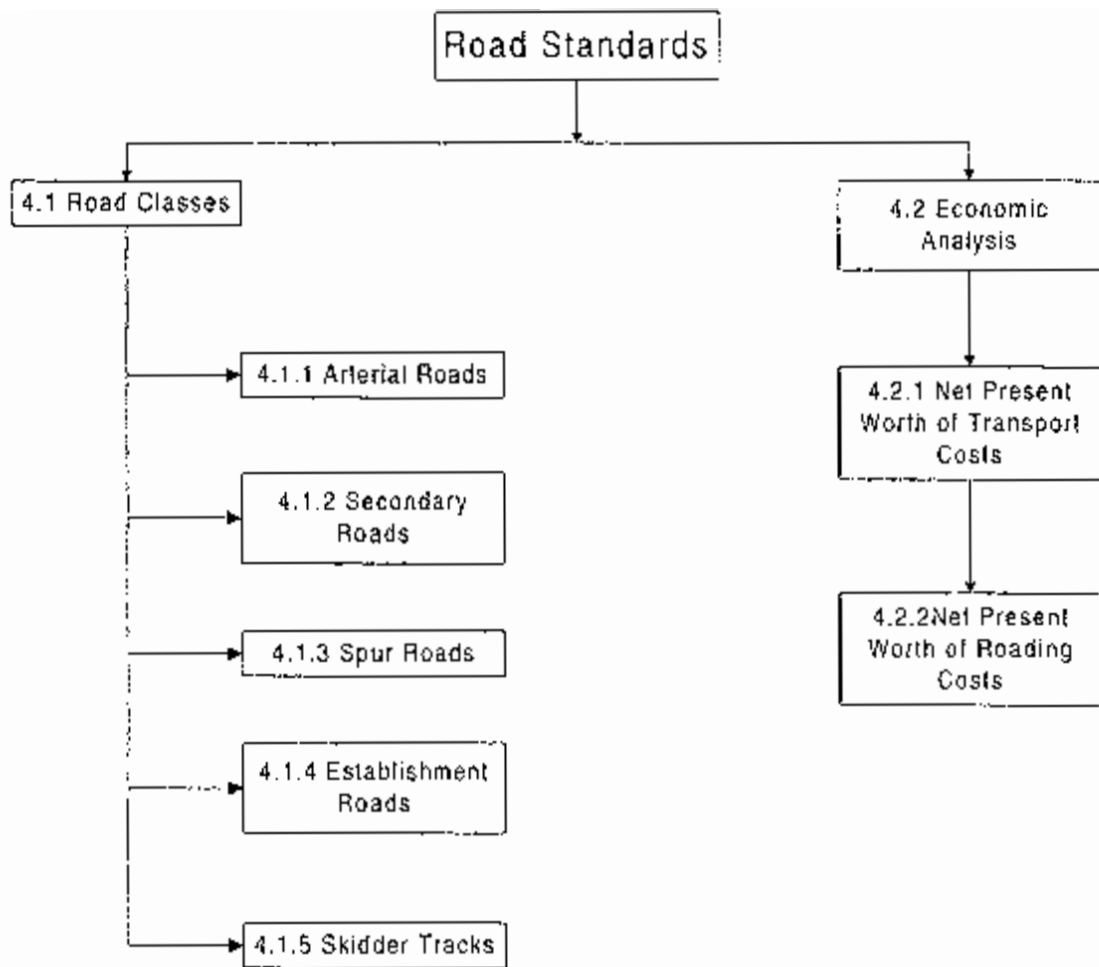 Road Standards
4.1 Road Classes
4.1.1 Arterial Roads
4.1.2 Secondary
Roads
4.1.3 Spur Roads
4.1.4 Establishment
Roads
4.1.5 Skidder Tracks
4.2 Economic
Analysis
4.2.1 Net Present
Worth of Transport
Costs
4.2.2Net Present
Worth of Roading
Costs